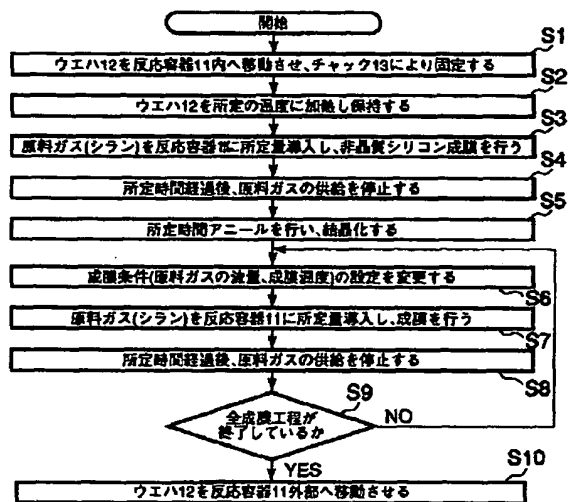 開始
S1
ウエハ12を反応容器11内へ移動させ、チャック13により固定する
S2
ウエハ12を所定の温度に加熱し保持する
S3
原料ガス(シラン)を反応容器に所定量導入し、非晶質シリコン成膜を行う
S4
所定時間経過後、原料ガスの供給を停止する
S5
所定時間アニールを行い、結晶化する
成膜条件(原料ガスの流量、成膜温度)の設定を変更する
S6
原料ガス(シラン)を反応容器11に所定量導入し、成膜を行う
S7
所定時間経過後、原料ガスの供給を停止する
S8
S9
全成膜工程が
終了しているか
NO
YES
S10
ウエハ12を反応容器11外部へ移動させる